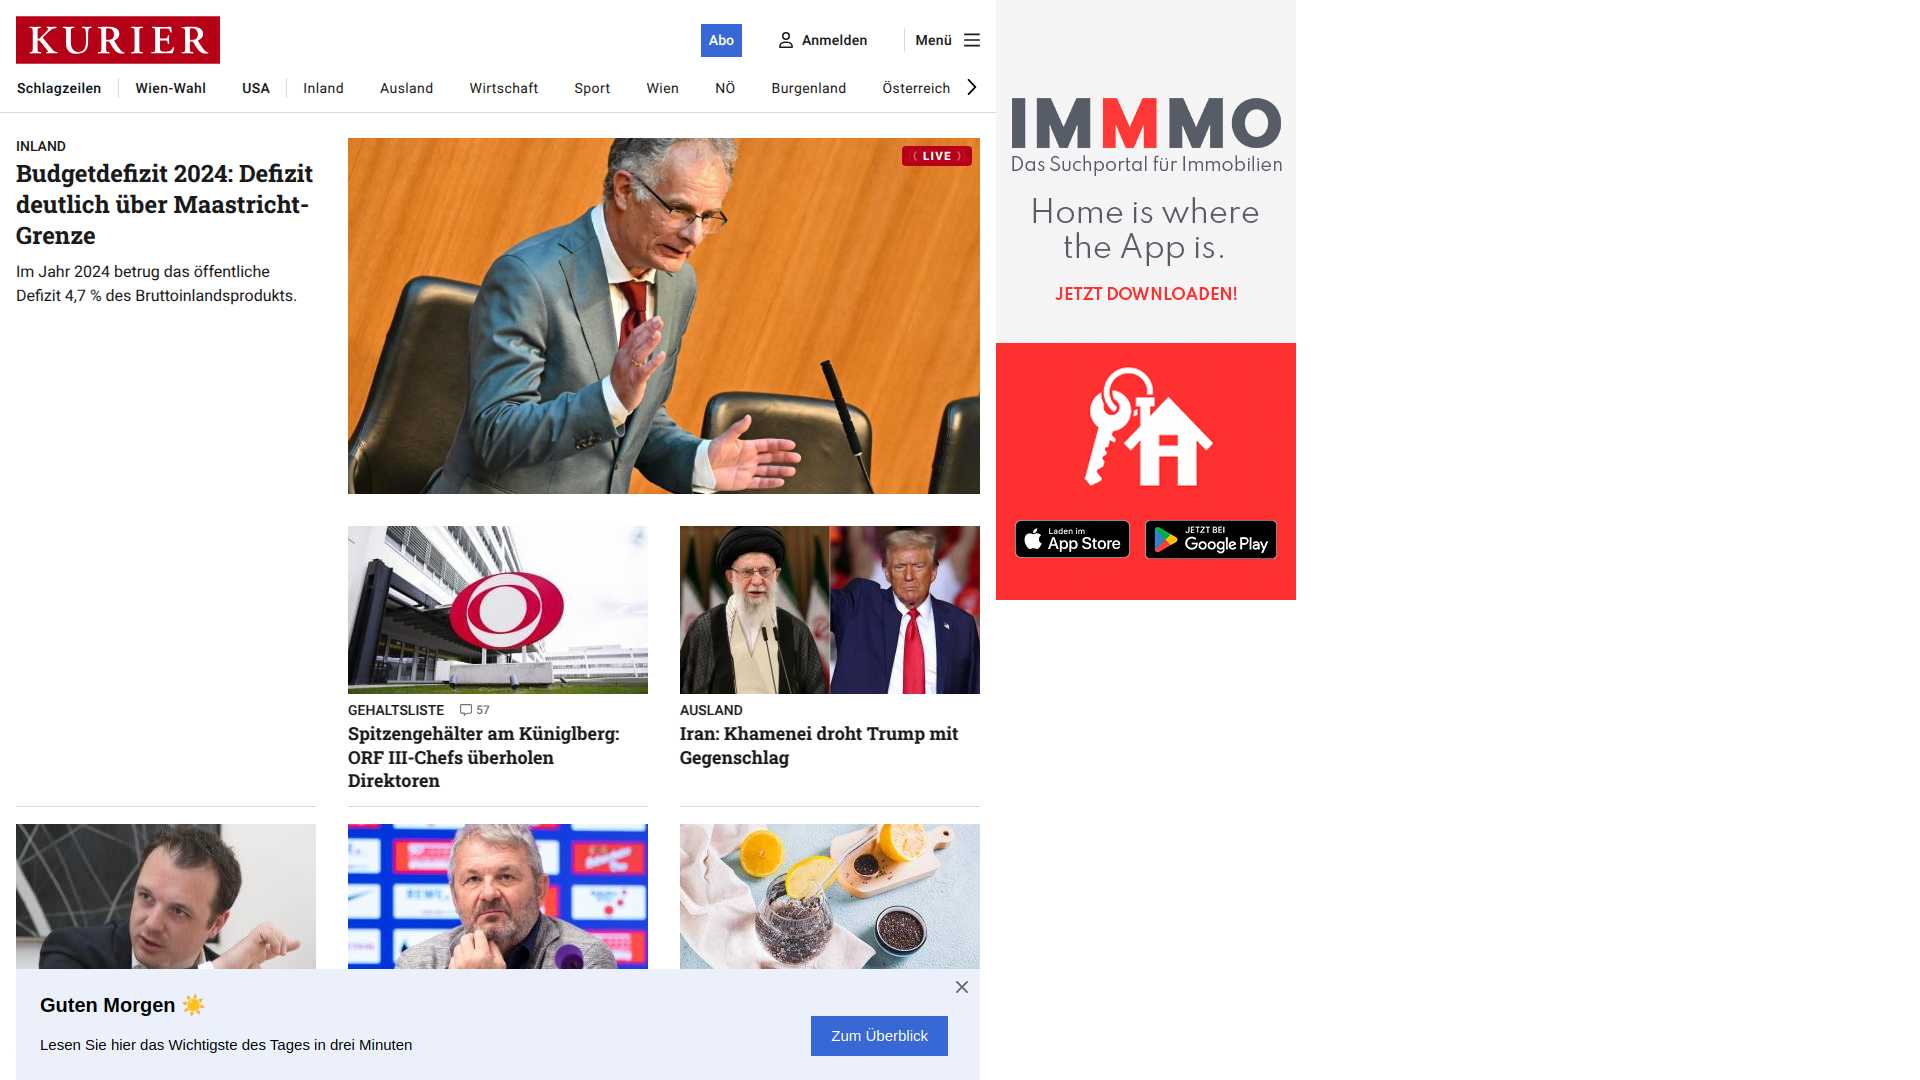 KURIER
Abo
Anmelden
Menü
Schlagzeilen
Wien-Wahl
USA
Inland
Ausland
Wirtschaft
Sport
Wien
NÖ
Burgenland
Österreich
INLAND
Budgetdefizit 2024: Defizit
deutlich über Maastricht-
Grenze
Im Jahr 2024 betrug das öffentliche
Defizit 4,7 % des Bruttoinlandsprodukts.
LIVE
GEHALTSLISTE 57
Spitzengehälter am Küniglberg:
ORF III-Chefs überholen
Direktoren
AUSLAND
Iran: Khamenei droht Trump mit
Gegenschlag
Guten Morgen ☀️
Lesen Sie hier das Wichtigste des Tages in drei Minuten
Zum Überblick
IMMMO
Das Suchportal für Immobilien
Home is where
the App is.
JETZT DOWNLOADEN!
Laden im
App Store
JETZT BEI
Google Play